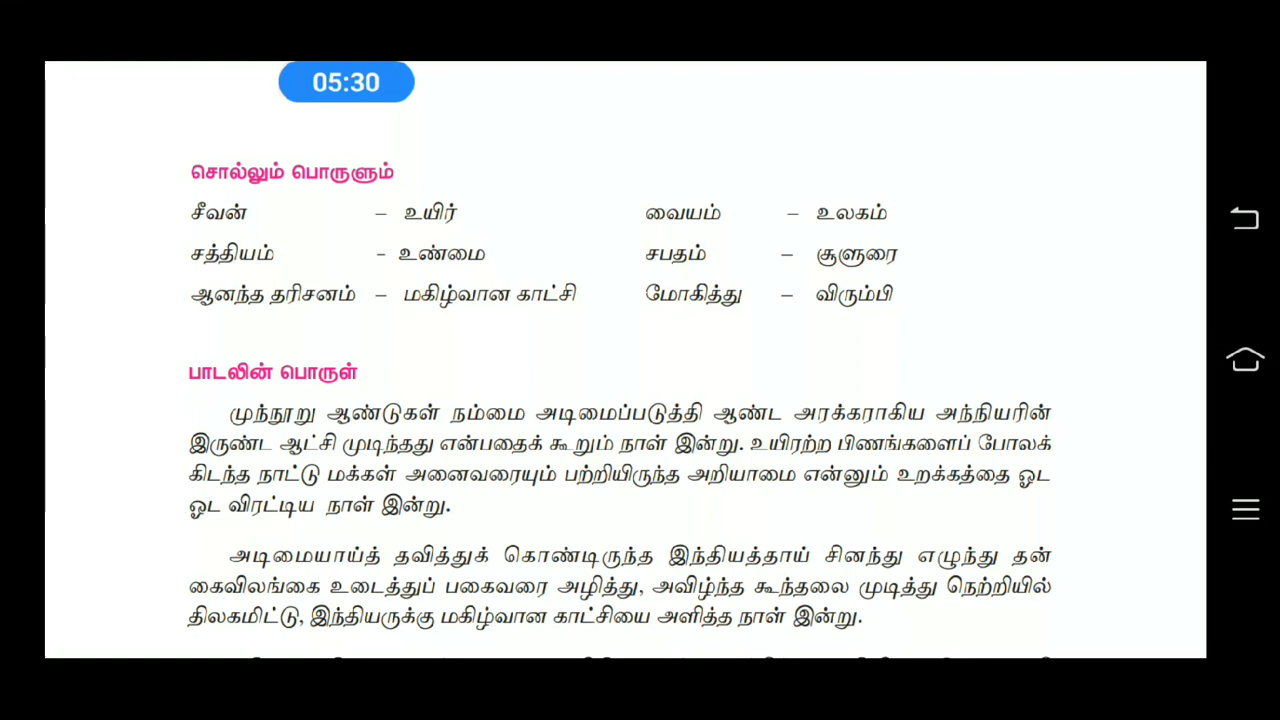 05:30
சொல்லும் பொருளும்
சீவன் – உயிர் வையம் – உலகம்
சத்தியம் - உண்மை சபதம் – சூளுரை
ஆனந்த தரிசனம் – மகிழ்வான காட்சி மோகித்து – விரும்பி
பாடலின் பொருள்
முந்நூறு ஆண்டுகள் நம்மை அடிமைப்படுத்தி ஆண்ட அரக்கராகிய அந்நியரின்
இருண்ட ஆட்சி முடிந்தது என்பதைக் கூறும் நாள் இன்று. உயிரற்ற பிணங்களைப் போலக்
கிடந்த நாட்டு மக்கள் அனைவரையும் பற்றியிருந்த அறியாமை என்னும் உறக்கத்தை ஓட
ஓட விரட்டிய நாள் இன்று.
அடிமையாய்த் தவித்துக் கொண்டிருந்த இந்தியத்தாய் சினந்து எழுந்து தன்
கைவிலங்கை உடைத்துப் பகைவரை அழித்து, அவிழ்ந்த கூந்தலை முடித்து நெற்றியில்
திலகமிட்டு, இந்தியருக்கு மகிழ்வான காட்சியை அளித்த நாள் இன்று.